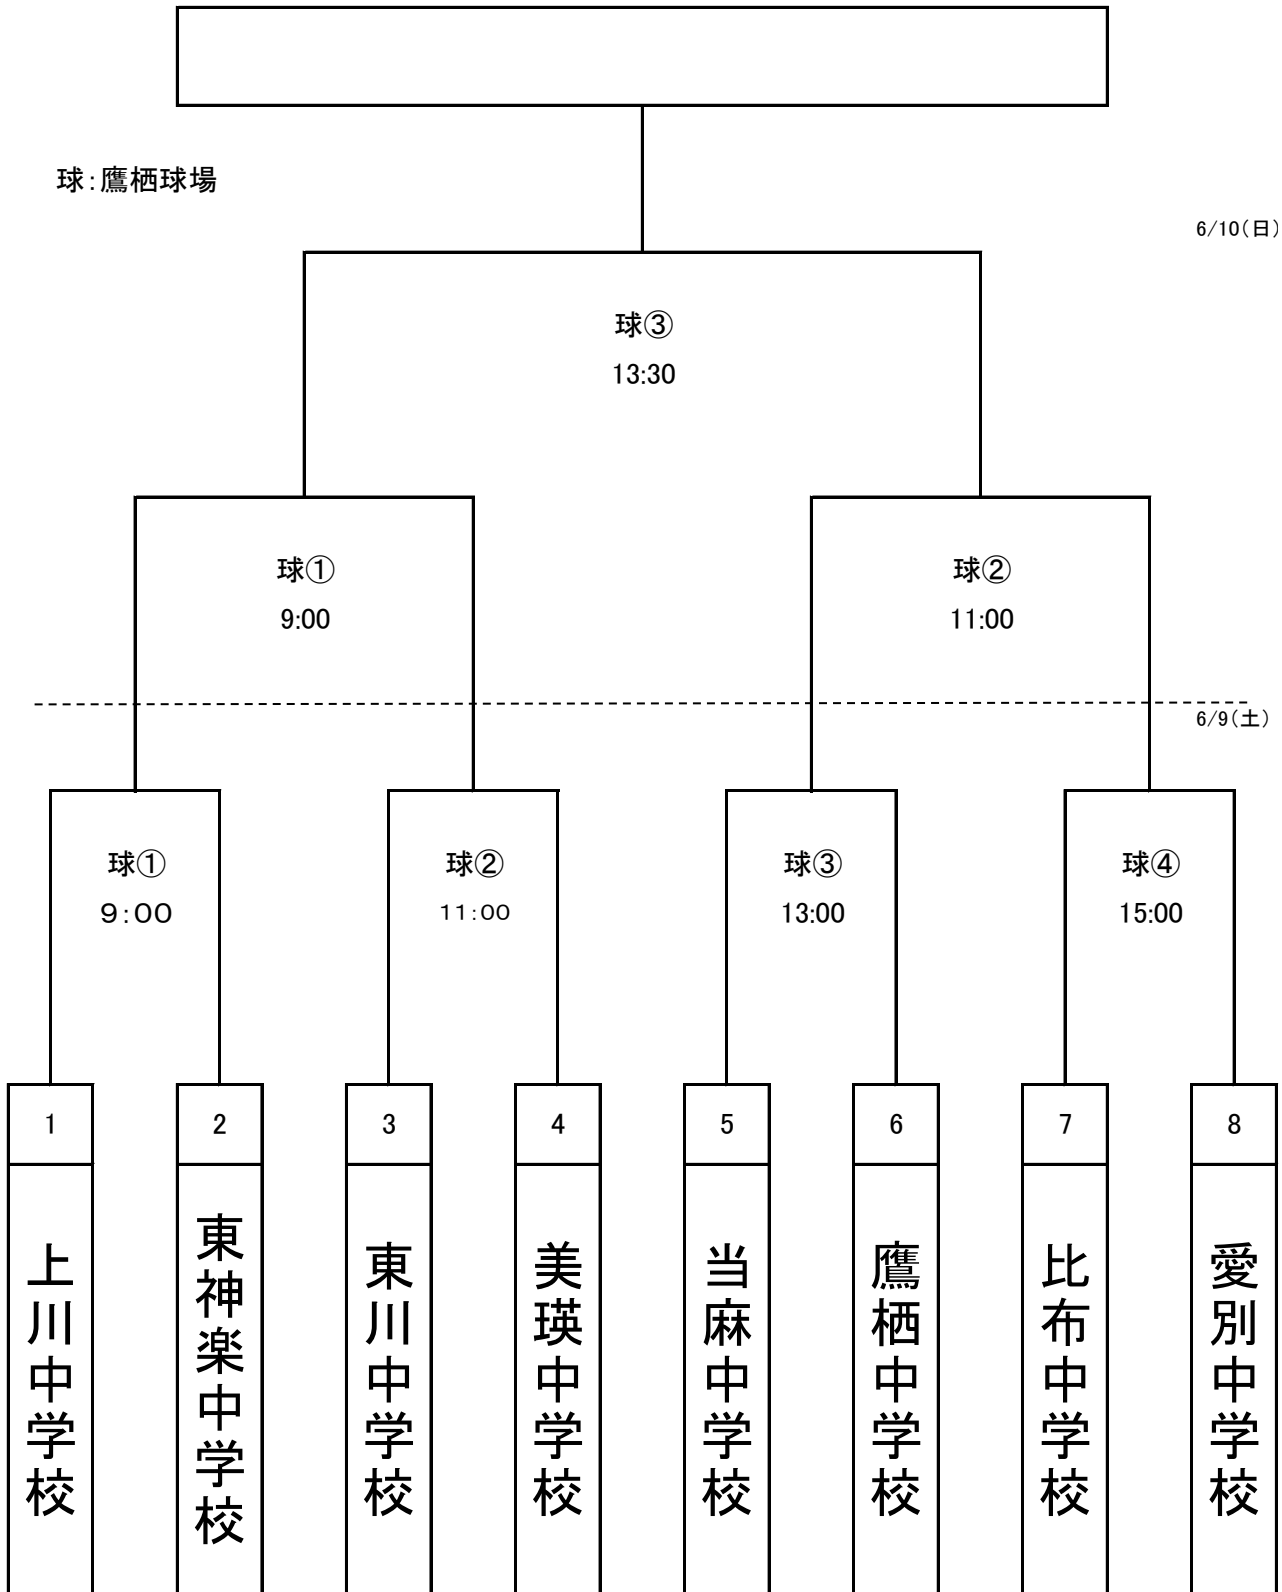 球：鷹栖球場
6/10（日）
球③
13:30
球①
9:00
球②
11:00
6/9（土）
球①
９：００
球②
１１：００
球③
13:00
球④
15:00
1
2
3
4
5
6
7
8
上川中学校
東神楽中学校
東川中学校
美瑛中学校
当麻中学校
鷹栖中学校
比布中学校
愛別中学校